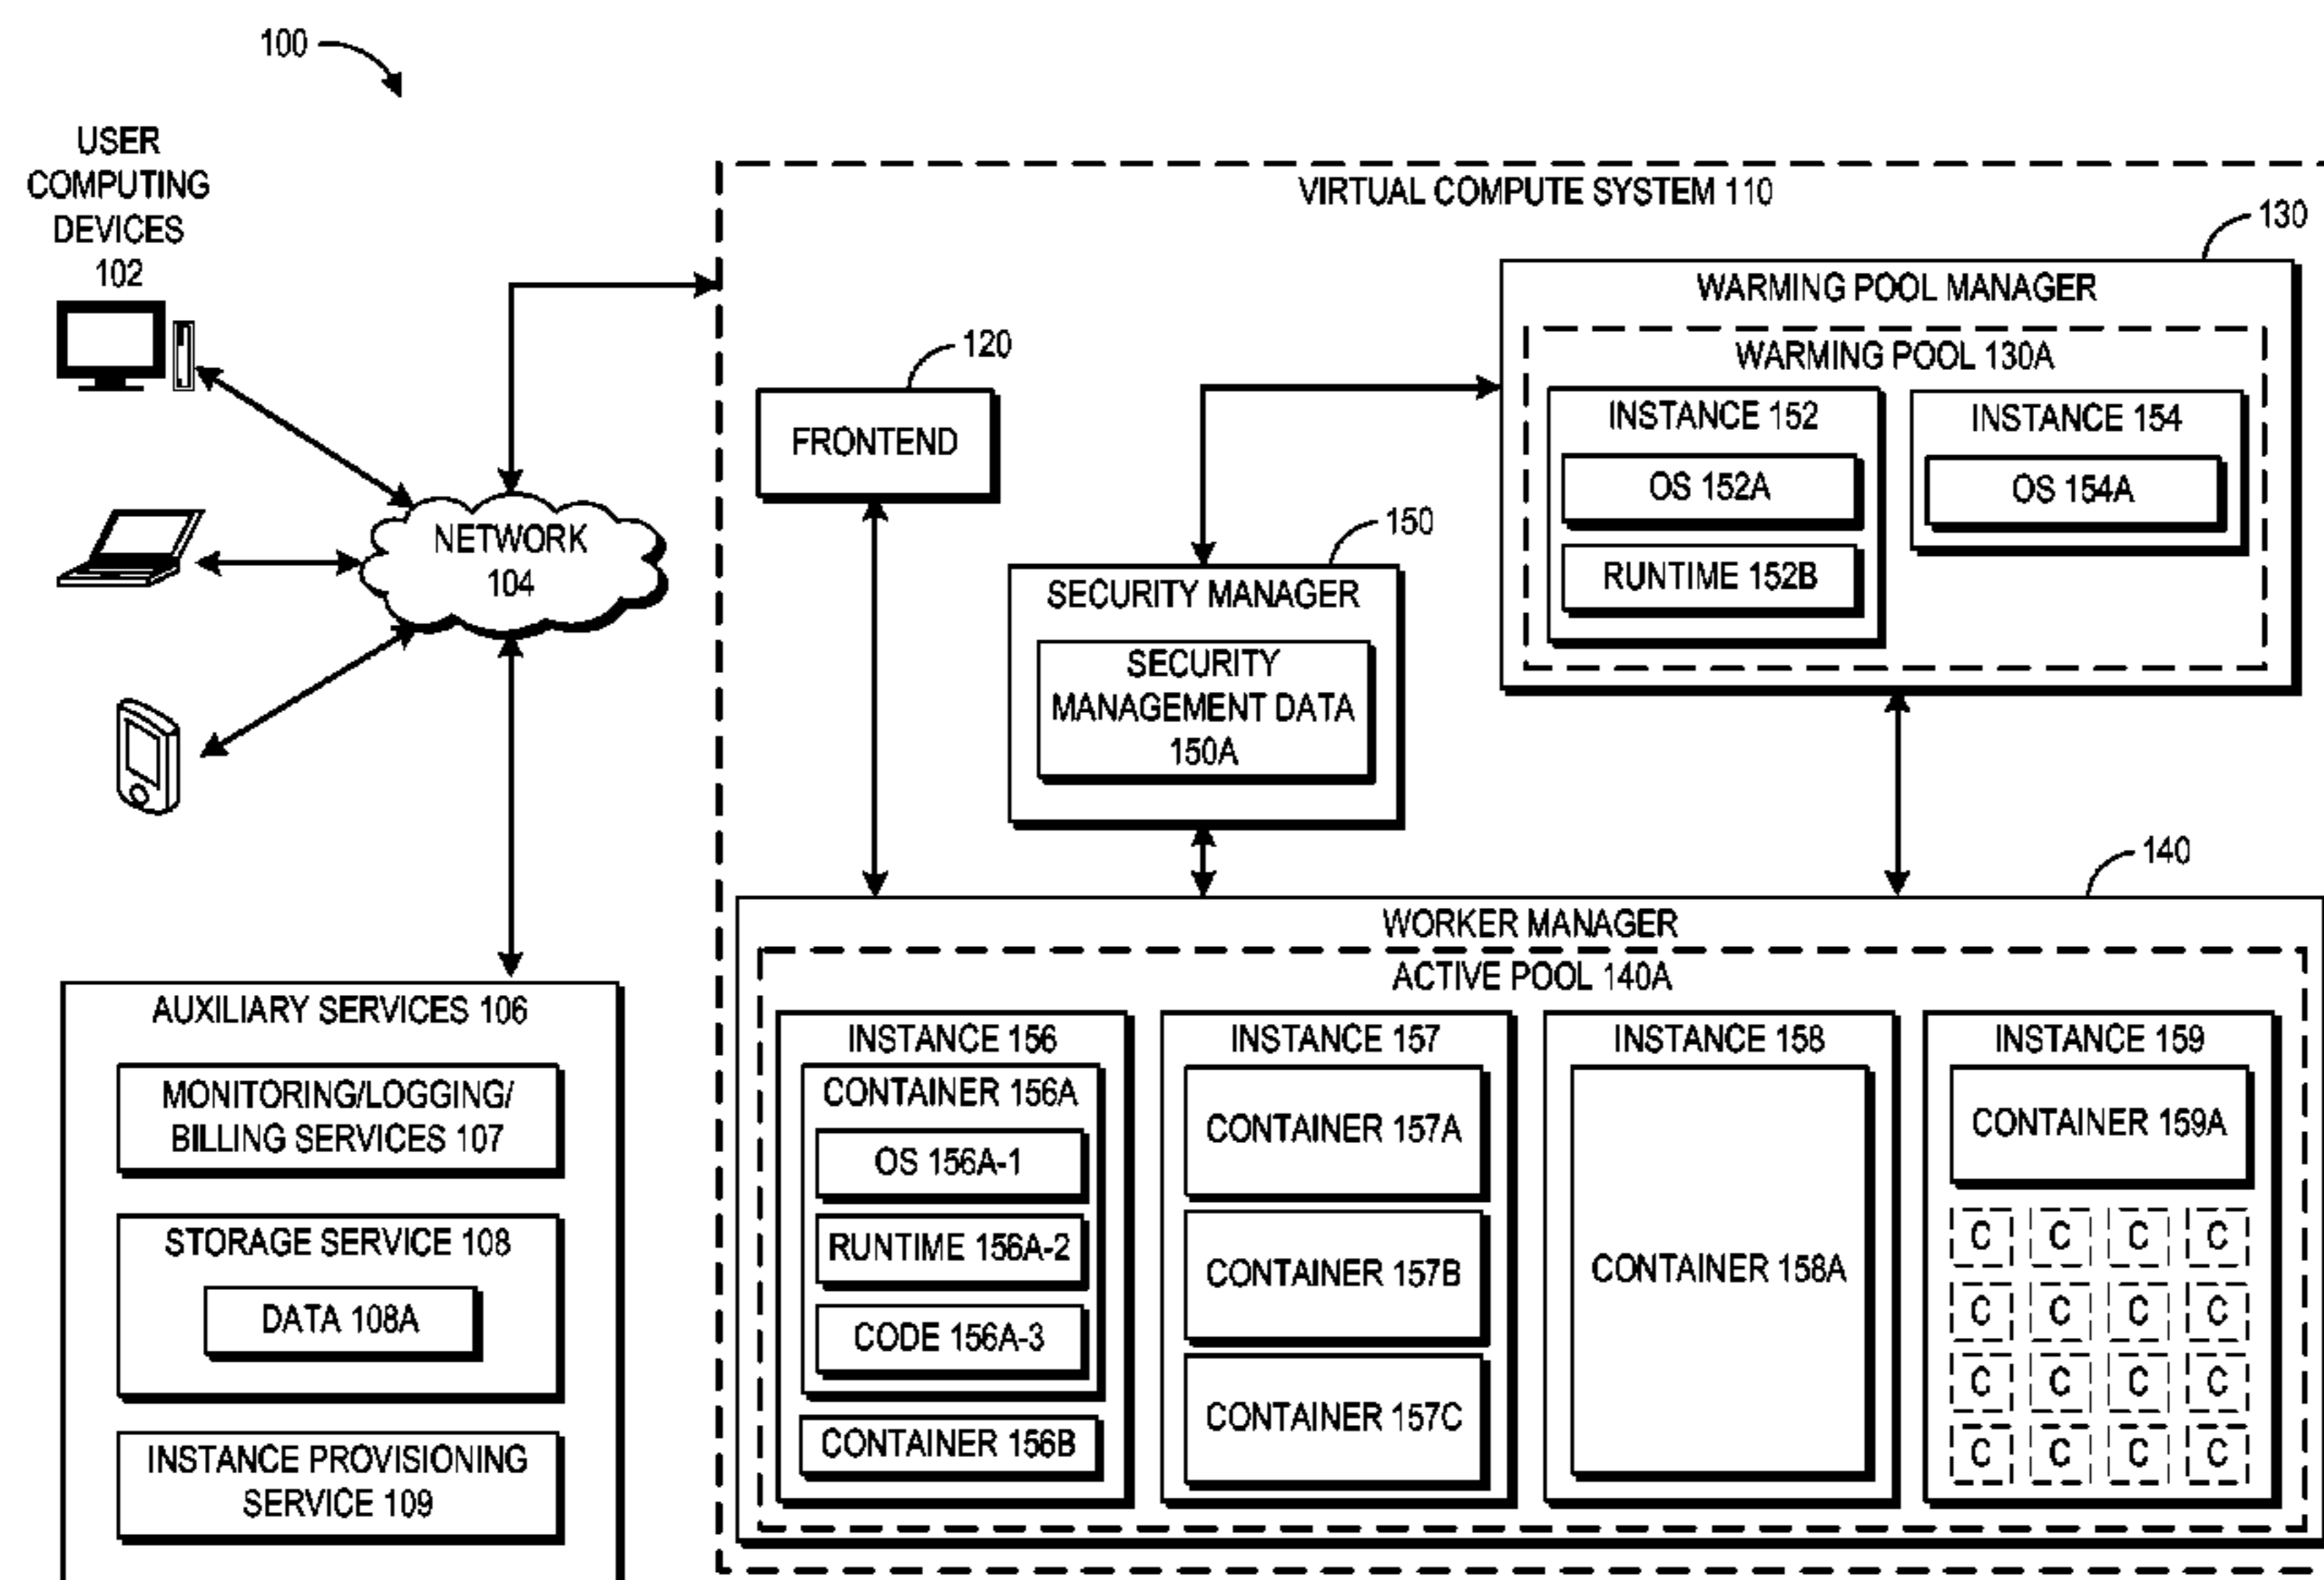 100
USER
COMPUTING
DEVICES
102
NETWORK
104
AUXILIARY SERVICES 106
MONITORING/LOGGING/
BILLING SERVICES 107
STORAGE SERVICE 108
DATA 108A
INSTANCE PROVISIONING
SERVICE 109
VIRTUAL COMPUTE SYSTEM 110
120
FRONTEND
150
SECURITY MANAGER
SECURITY
MANAGEMENT DATA
150A
130
WARMING POOL MANAGER
WARMING POOL 130A
INSTANCE 152
OS 152A
RUNTIME 152B
INSTANCE 154
OS 154A
140
WORKER MANAGER
ACTIVE POOL 140A
INSTANCE 156
CONTAINER 156A
OS 156A-1
RUNTIME 156A-2
CODE 156A-3
CONTAINER 156B
INSTANCE 157
CONTAINER 157A
CONTAINER 157B
CONTAINER 157C
INSTANCE 158
CONTAINER 158A
INSTANCE 159
CONTAINER 159A
C C C C
C C C C
C C C C
C C C C